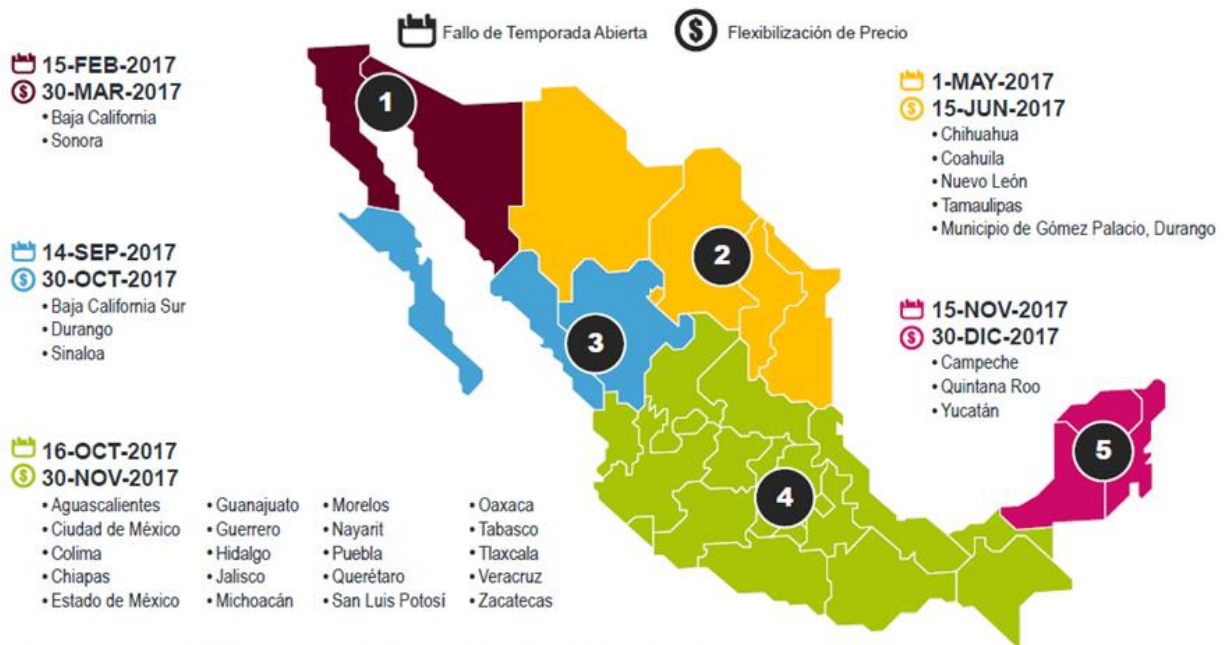 Fallo de Temporada Abierta
$ Flexibilización de Precio
15-FEB-2017
$ 30-MAR-2017
• Baja California
• Sonora
1
1-MAY-2017
$ 15-JUN-2017
• Chihuahua
• Coahuila
• Nuevo León
• Tamaulipas
• Municipio de Gómez Palacio, Durango
2
14-SEP-2017
$ 30-OCT-2017
• Baja California Sur
• Durango
• Sinaloa
3
15-NOV-2017
$ 30-DIC-2017
• Campeche
• Quintana Roo
• Yucatán
5
16-OCT-2017
$ 30-NOV-2017
• Aguascalientes
• Ciudad de México
• Colima
• Chiapas
• Estado de México
• Guanajuato
• Guerrero
• Hidalgo
• Jalisco
• Michoacán
• Morelos
• Nayarit
• Puebla
• Querétaro
• San Luis Potosí
• Oaxaca
• Tabasco
• Tlaxcala
• Veracruz
• Zacatecas
4